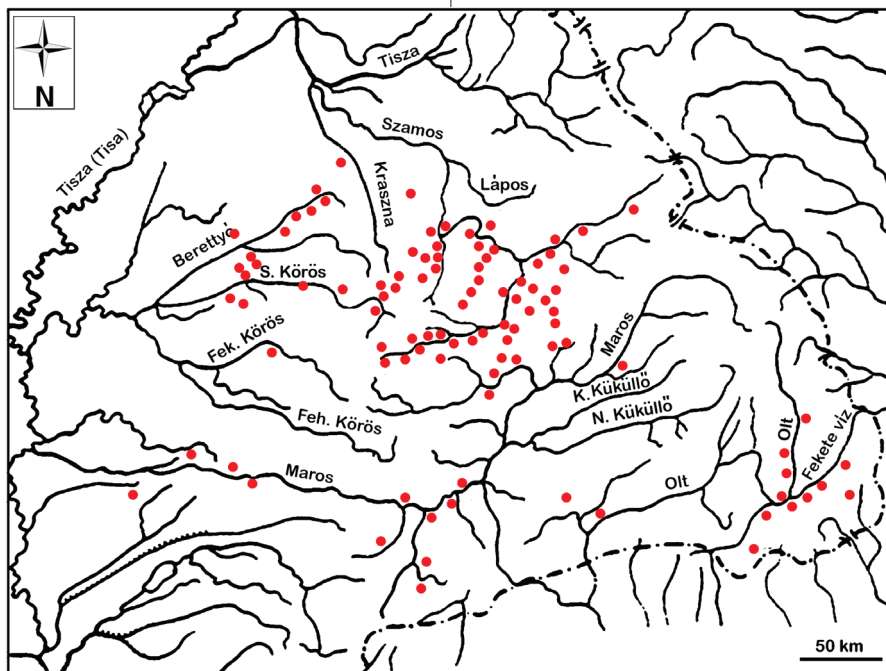 N
Tisza
Tisza (Tisa)
Szamos
Kraszna
Lápos
Berettyó
S. Körös
Fek. Körös
Maros
K. Küküllő
N. Küküllő
Feh. Körös
Maros
Olt
Olt
Fekete víz
50 km